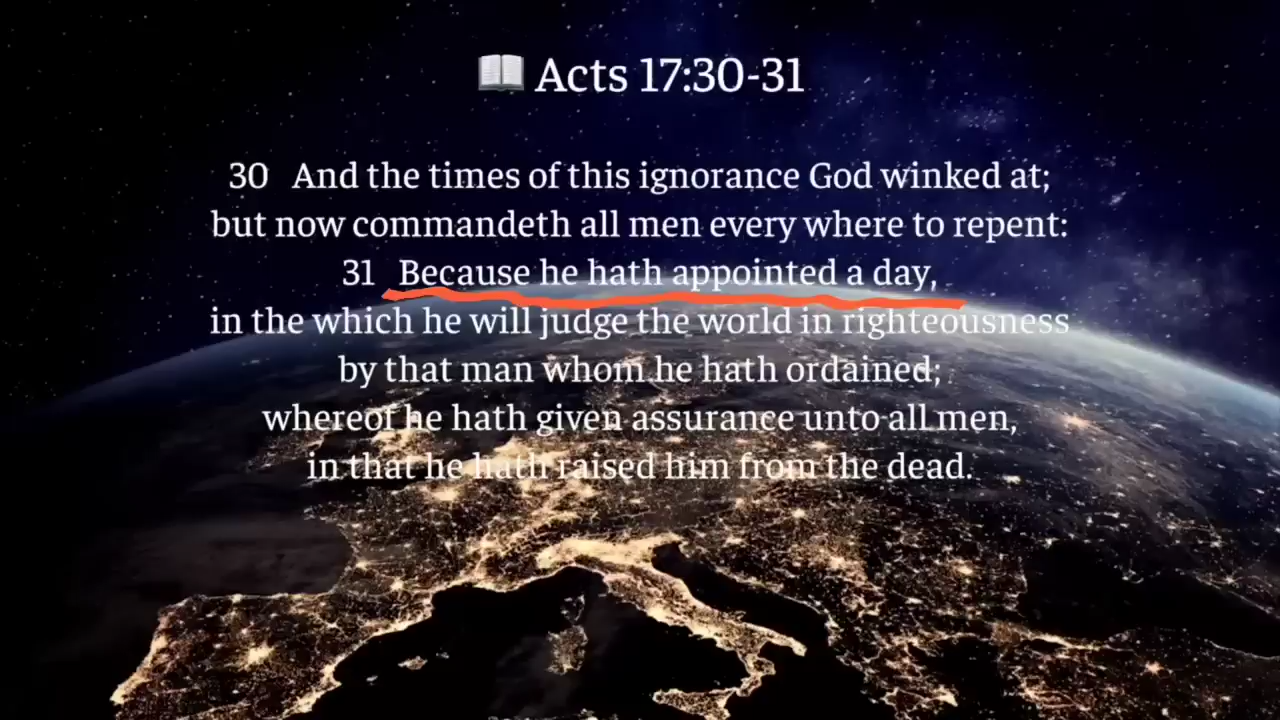 📖 Acts 17:30-31
30 And the times of this ignorance God winked at;
but now commandeth all men every where to repent:
31 Because he hath appointed a day,
in the which he will judge the world in righteousness
by that man whom he hath ordained;
whereof he hath given assurance unto all men,
in that he hath raised him from the dead.